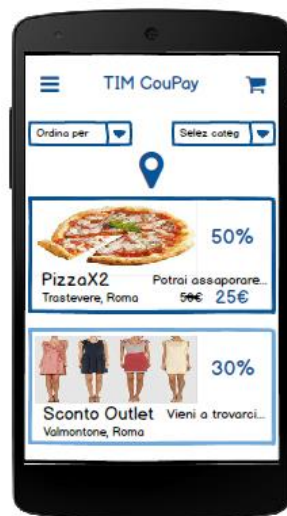 TIM CouPay
Ordina per Selez categ
50%
PizzaX2 Potrai assaporare...
Trastevere, Roma 50€ 25€
30%
Sconto Outlet Vieni a trovarci...
Valmontone, Roma